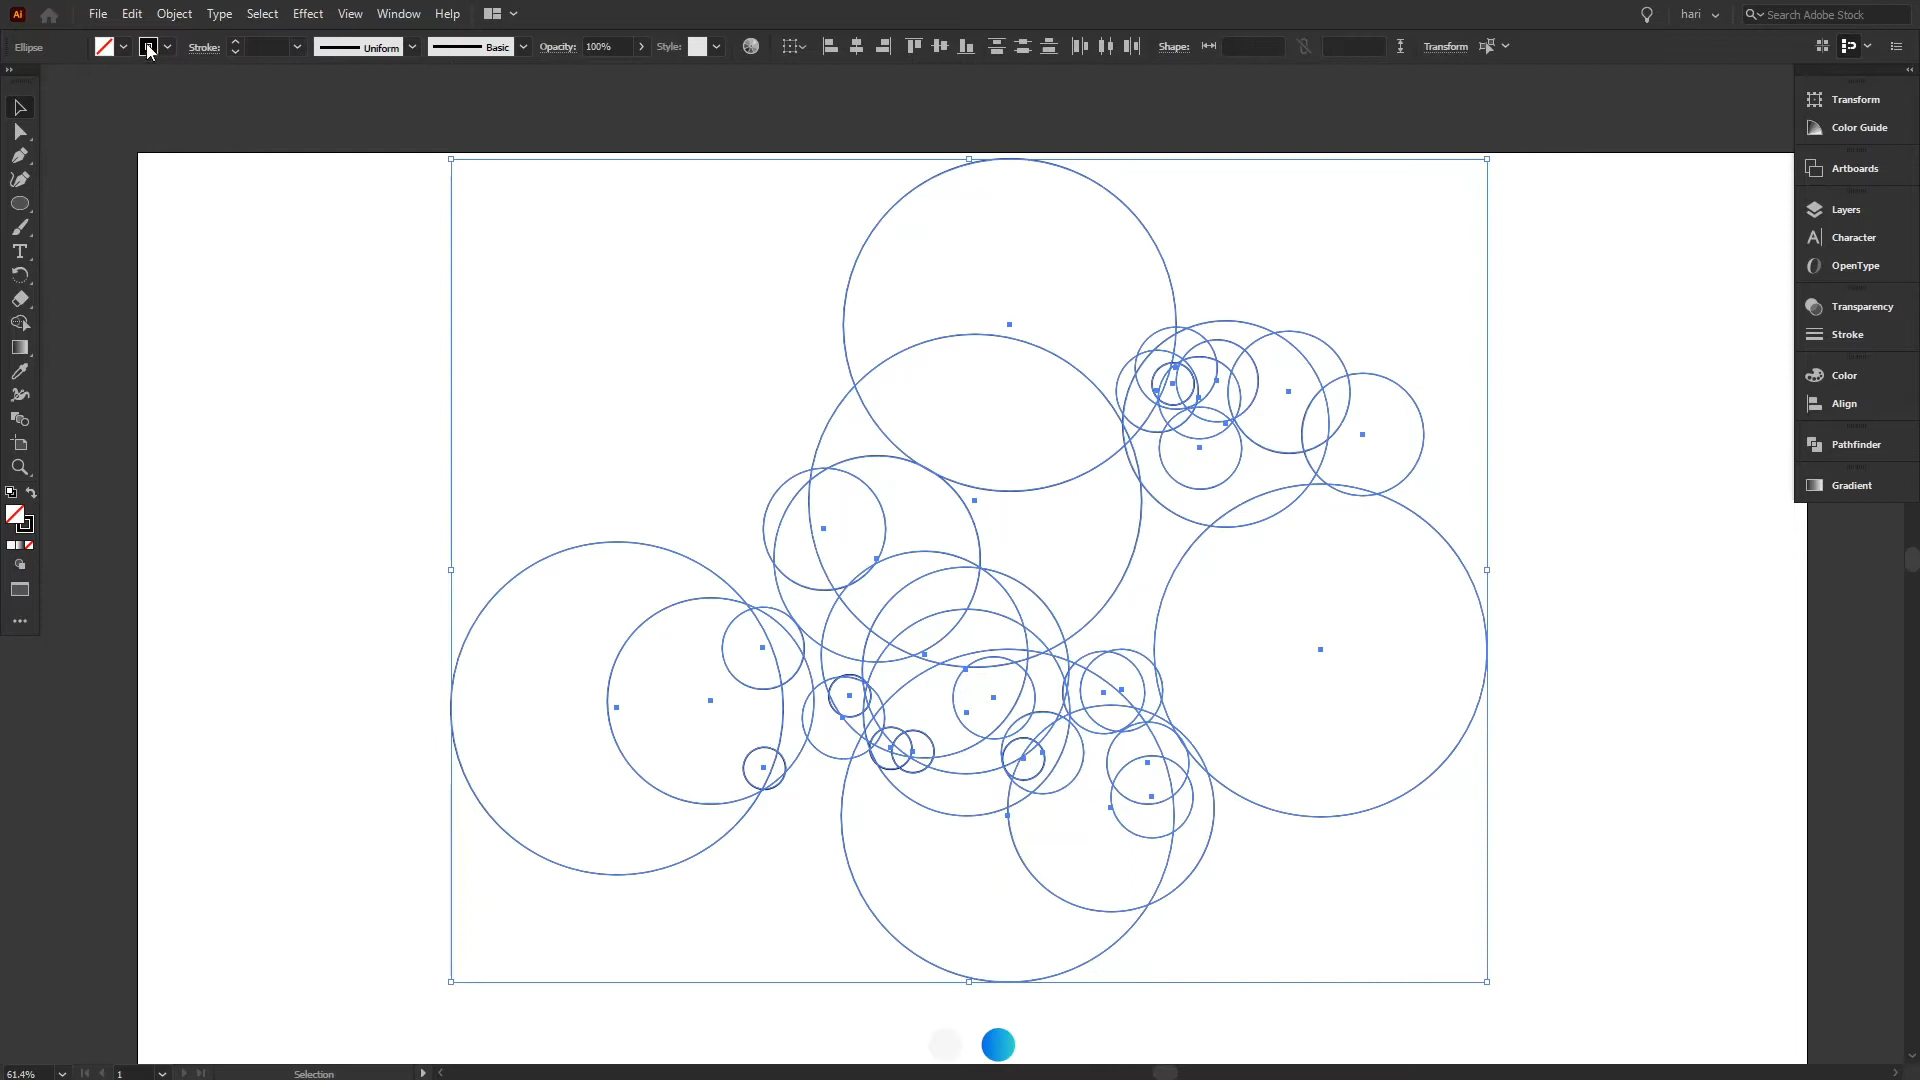 Ai File Edit Object Type Select Effect View Window Help hari Search Adobe Stock
Ellipse Stroke: Uniform Basic Opacity: 100% Style: Shape: Transform
Transform
Color Guide
Artboards
Layers
Character
OpenType
Transparency
Stroke
Color
Align
Pathfinder
Gradient
61.4% 1 Selection